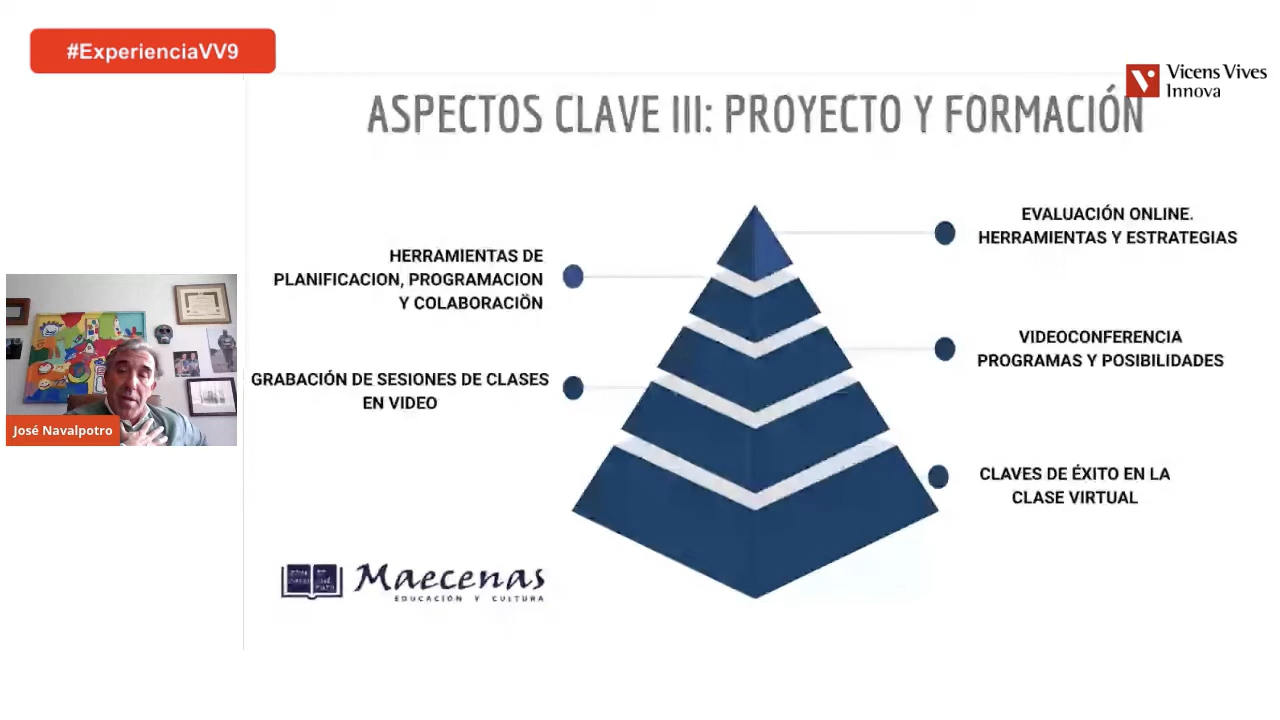 #ExperienciaVV9
Vicens Vives
Innova
ASPECTOS CLAVE III: PROYECTO Y FORMACIÓN
EVALUACIÓN ONLINE.
HERRAMIENTAS Y ESTRATEGIAS
HERRAMIENTAS DE
PLANIFICACION, PROGRAMACION
Y COLABORACIÖN
VIDEOCONFERENCIA
PROGRAMAS Y POSIBILIDADES
GRABACIÓN DE SESIONES DE CLASES
EN VIDEO
José Navalpotro
CLAVES DE ÉXITO EN LA
CLASE VIRTUAL
Maecenas
EDUCACIÓN Y CULTURA